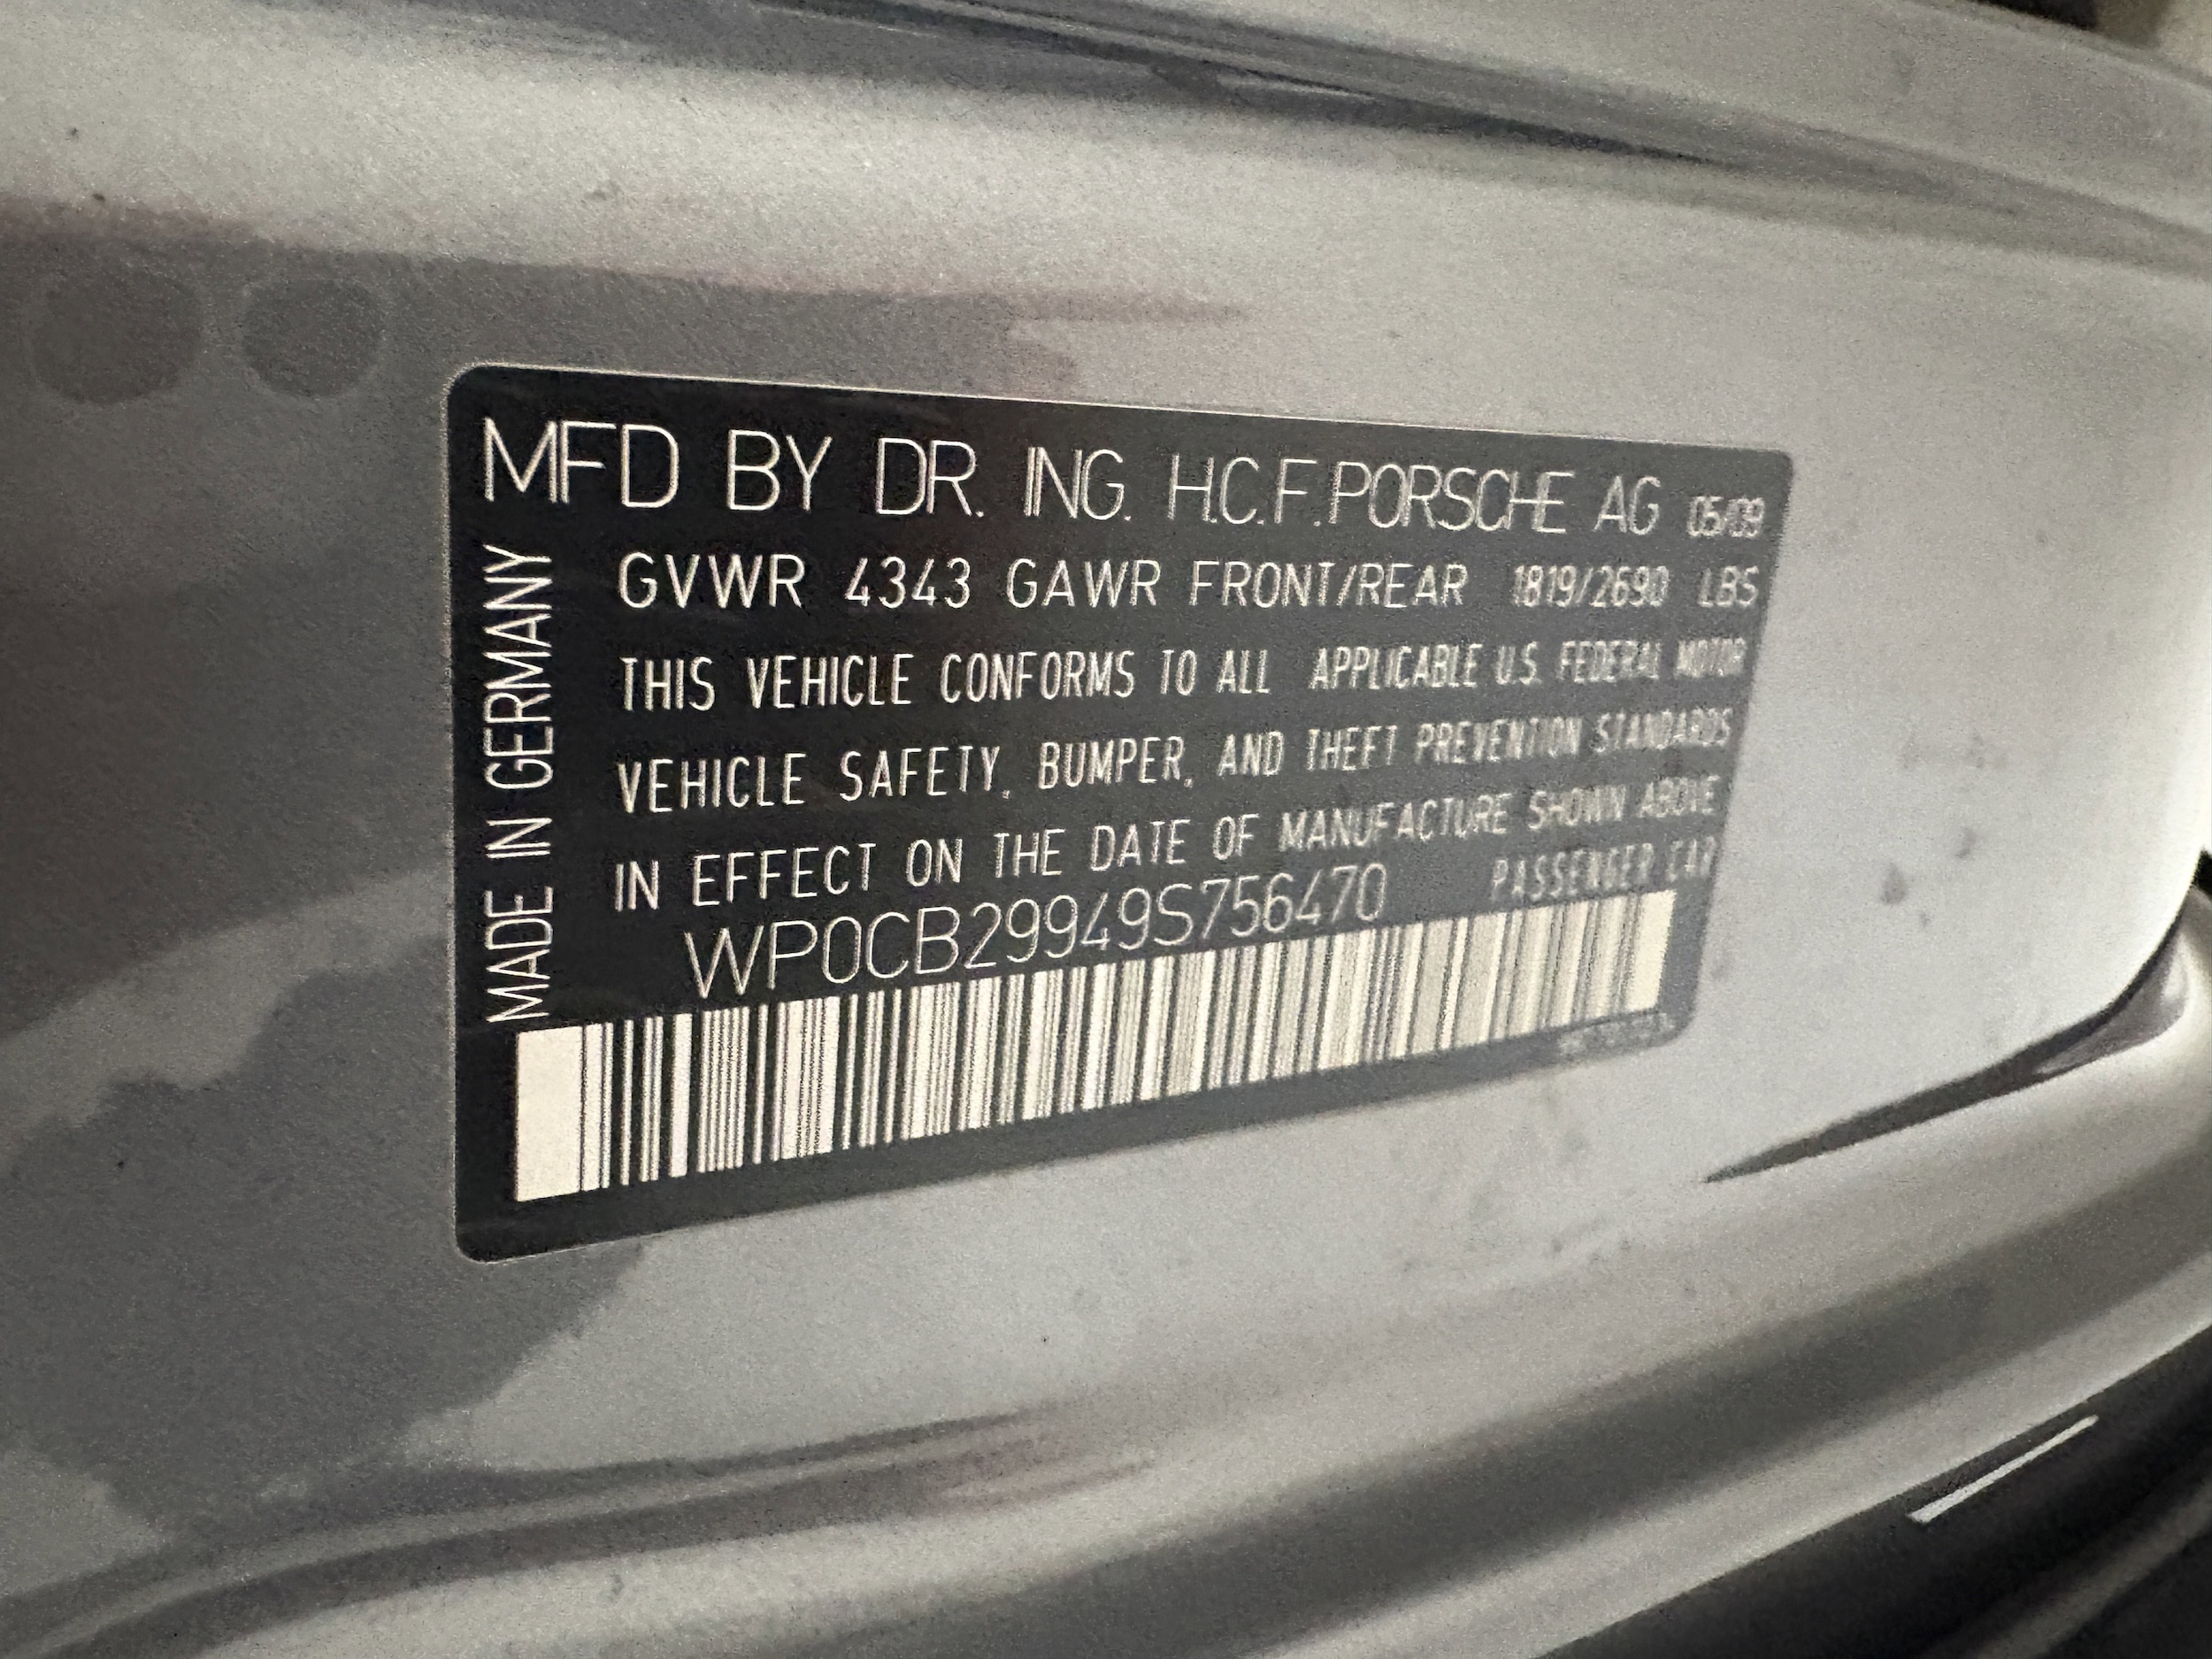 MFD BY DR. ING. H.C.F. PORSCHE AG 05/09
GVWR 4343 GAWR FRONT/REAR 1819/2690 LBS
THIS VEHICLE CONFORMS TO ALL APPLICABLE U.S. FEDERAL MOTOR
VEHICLE SAFETY, BUMPER, AND THEFT PREVENTION STANDARDS
IN EFFECT ON THE DATE OF MANUFACTURE SHOWN ABOVE
WP0CB29949S756470 PASSENGER CAR
MADE IN GERMANY